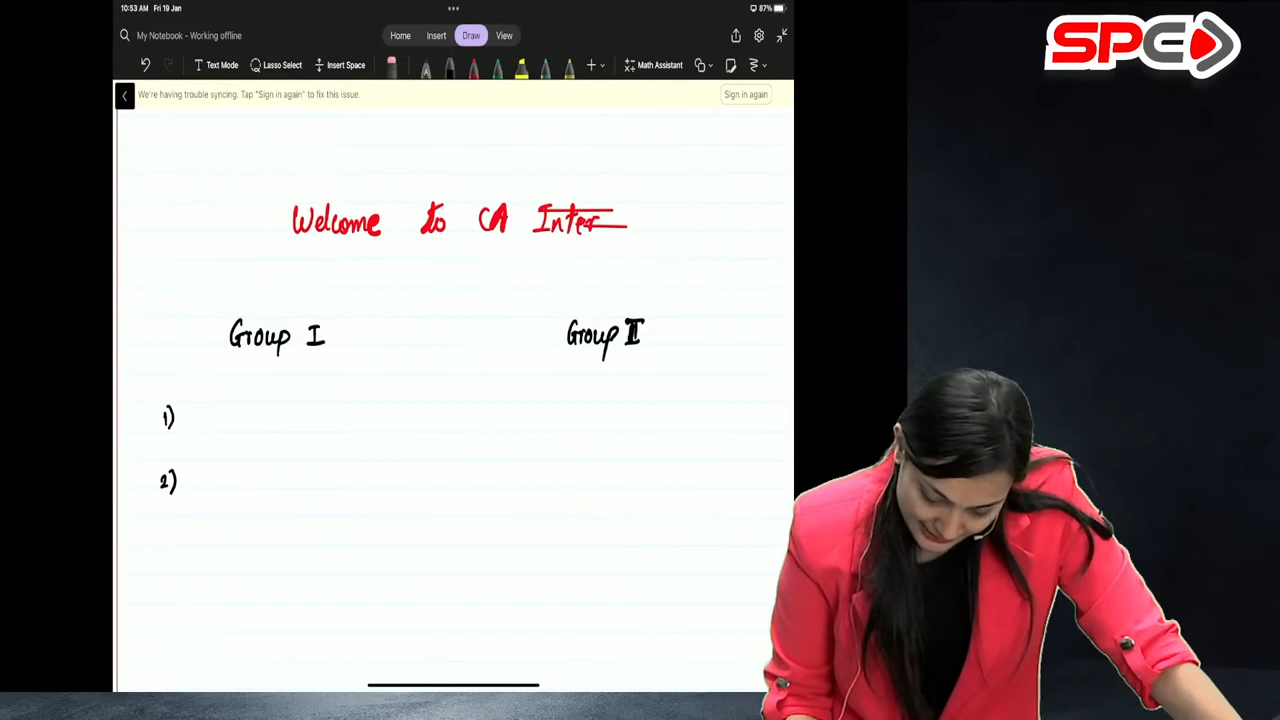 10:53 AM Fri 19 Jan
87%
SPC
My Notebook - Working offline
Home Insert Draw View
Text Mode Lasso Select Insert Space Math Assistant
We're having trouble syncing. Tap "Sign in again" to fix this issue. Sign in again
Welcome to CA Inter
Group I Group II
1)
2)